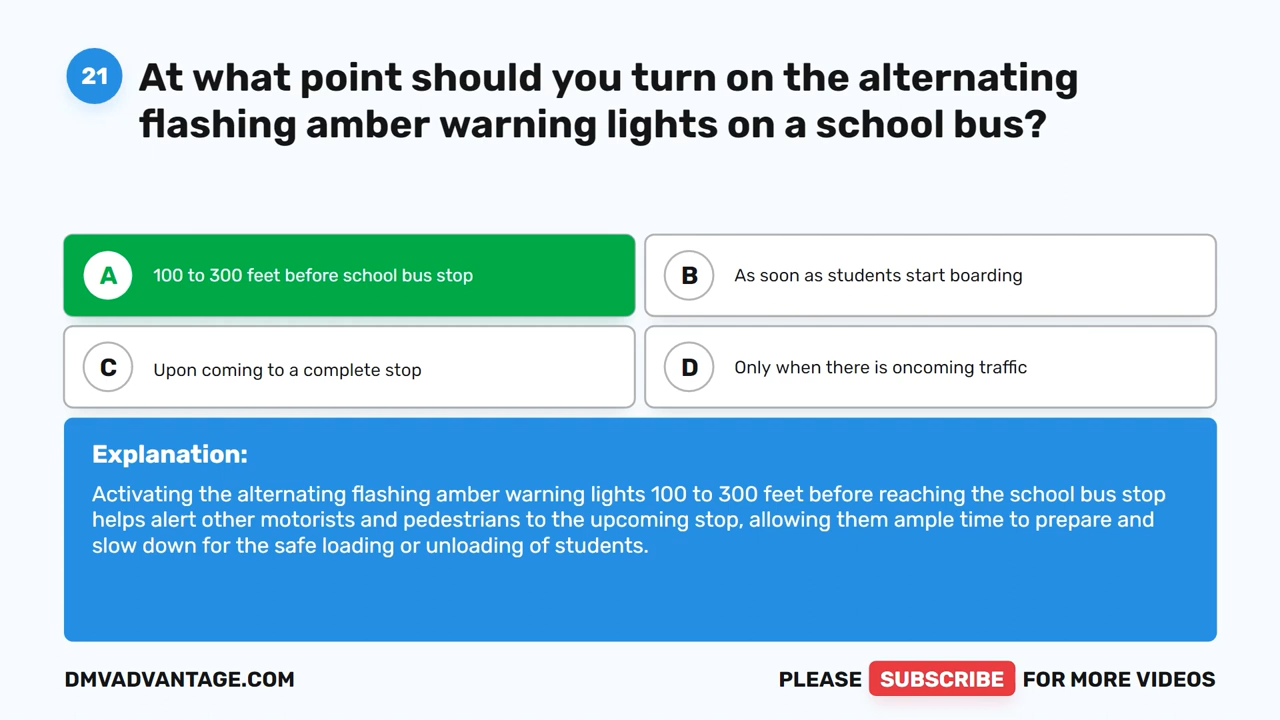 21
At what point should you turn on the alternating
flashing amber warning lights on a school bus?
A 100 to 300 feet before school bus stop
B As soon as students start boarding
C Upon coming to a complete stop
D Only when there is oncoming traffic
Explanation:
Activating the alternating flashing amber warning lights 100 to 300 feet before reaching the school bus stop
helps alert other motorists and pedestrians to the upcoming stop, allowing them ample time to prepare and
slow down for the safe loading or unloading of students.
DMVADVANTAGE.COM
PLEASE SUBSCRIBE FOR MORE VIDEOS